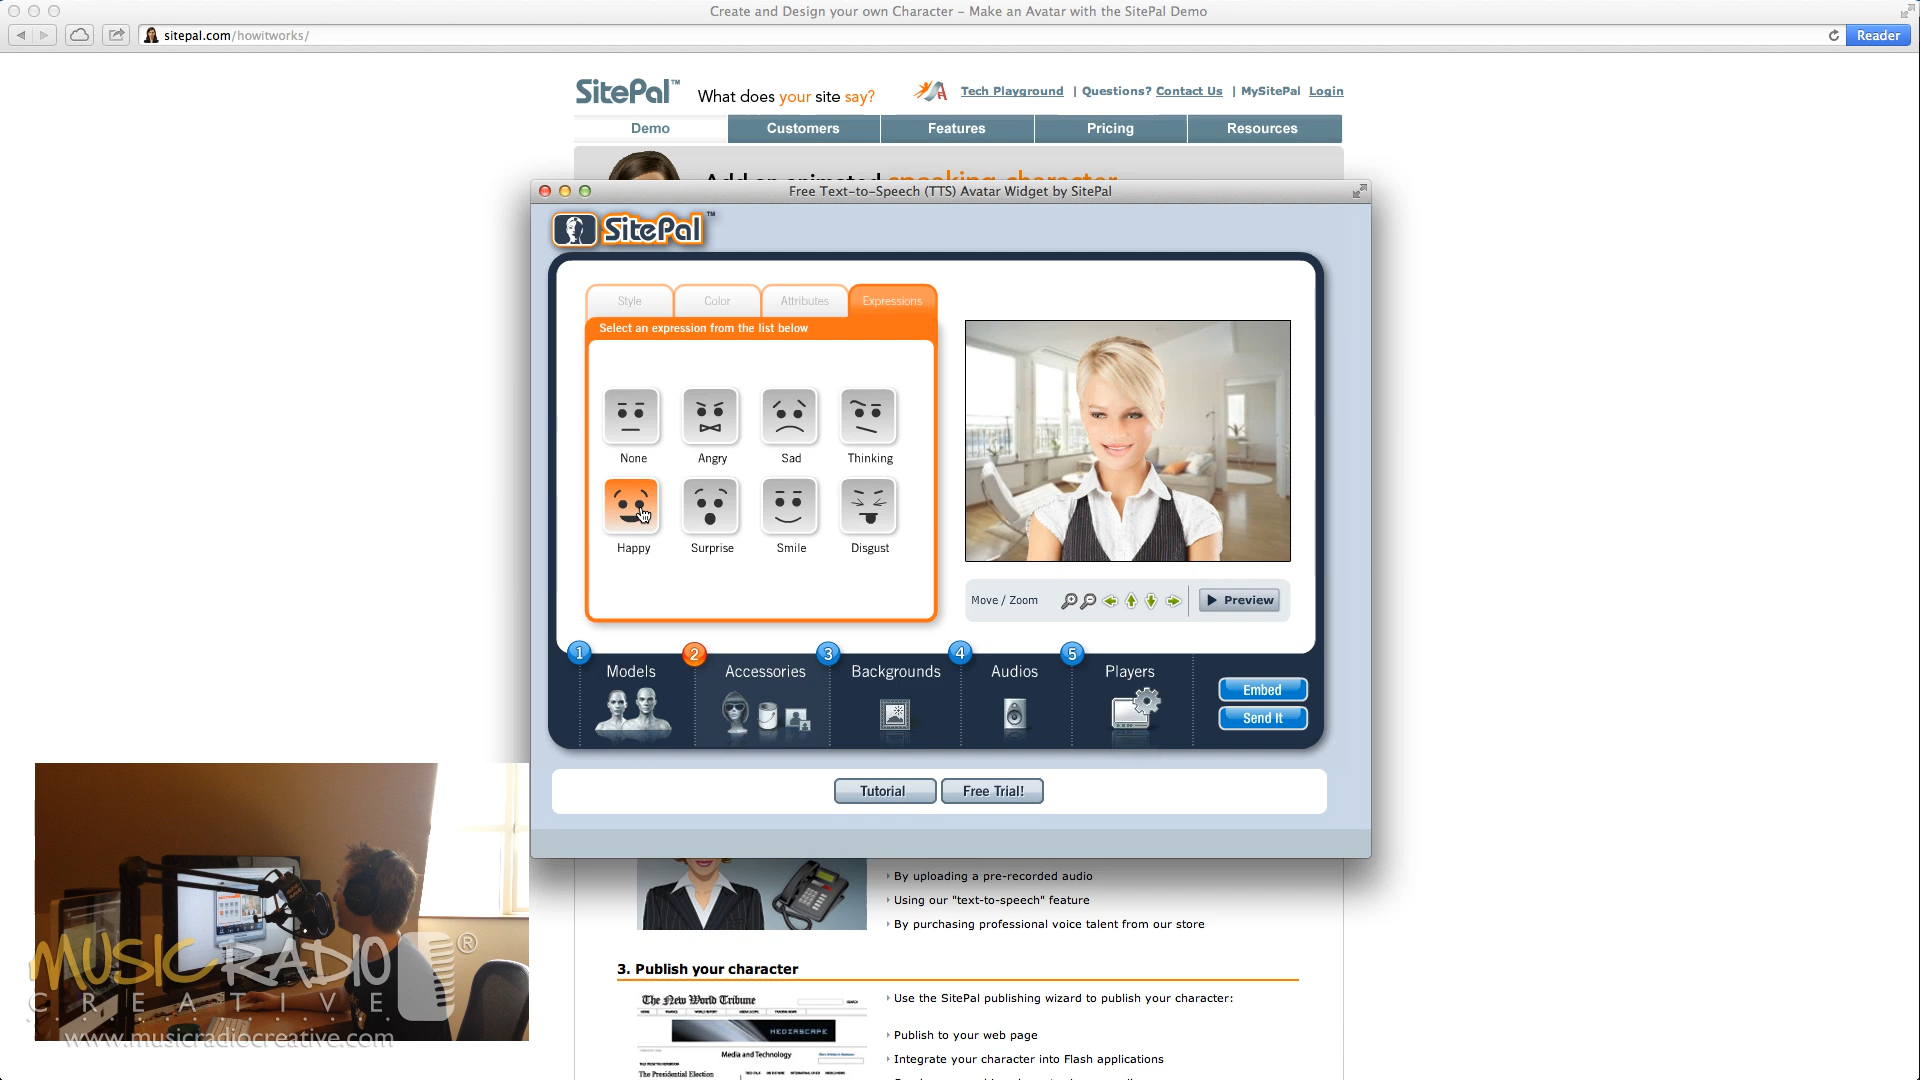 Create and Design your own Character – Make an Avatar with the SitePal Demo
sitepal.com/howitworks/
Reader
SitePal™ What does your site say?
Tech Playground | Questions? Contact Us | MySitePal Login
Demo Customers Features Pricing Resources
Free Text-to-Speech (TTS) Avatar Widget by SitePal
SitePal™
Style Color Attributes Expressions
Select an expression from the list below
None Angry Sad Thinking
Happy Surprise Smile Disgust
Move / Zoom Preview
1 2 3 4 5
Models Accessories Backgrounds Audios Players
Embed
Send It
Tutorial Free Trial!
By uploading a pre-recorded audio
Using our "text-to-speech" feature
By purchasing professional voice talent from our store
3. Publish your character
The New World Tribune
Use the SitePal publishing wizard to publish your character:
MEDIASCAPE
Publish to your web page
Media and Technology
Integrate your character into Flash applications
The Presidential Election
MUSIC RADIO ®
CREATIVE
www.musicradiocreative.com